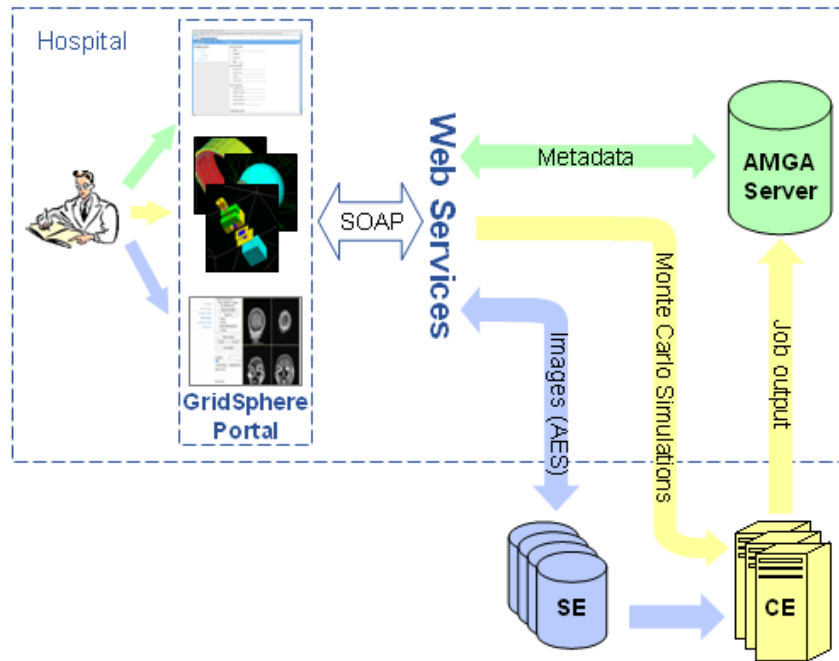 Hospital
GridSphere
Portal
SOAP
Web Services
Metadata
AMGA
Server
Images (AES)
Monte Carlo Simulations
Job output
SE
CE